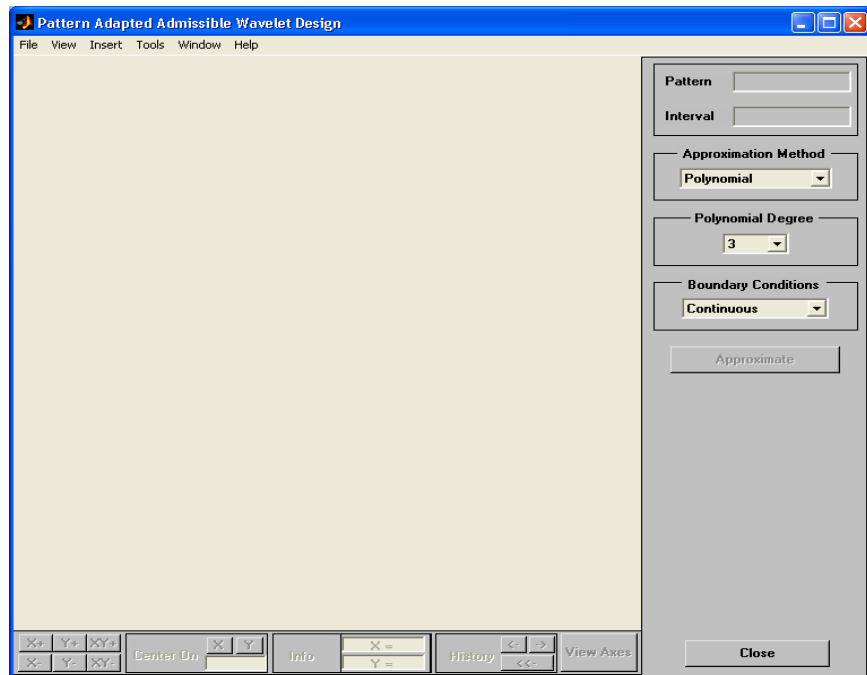 Pattern Adapted Admissible Wavelet Design
File View Insert Tools Window Help
Pattern
Interval
Approximation Method
Polynomial
Polynomial Degree
3
Boundary Conditions
Continuous
Approximate
X+ Y+ XY+
X- Y- XY-
Center On
X Y
Info
X =
Y =
History
<- ->
<<-
View Axes
Close